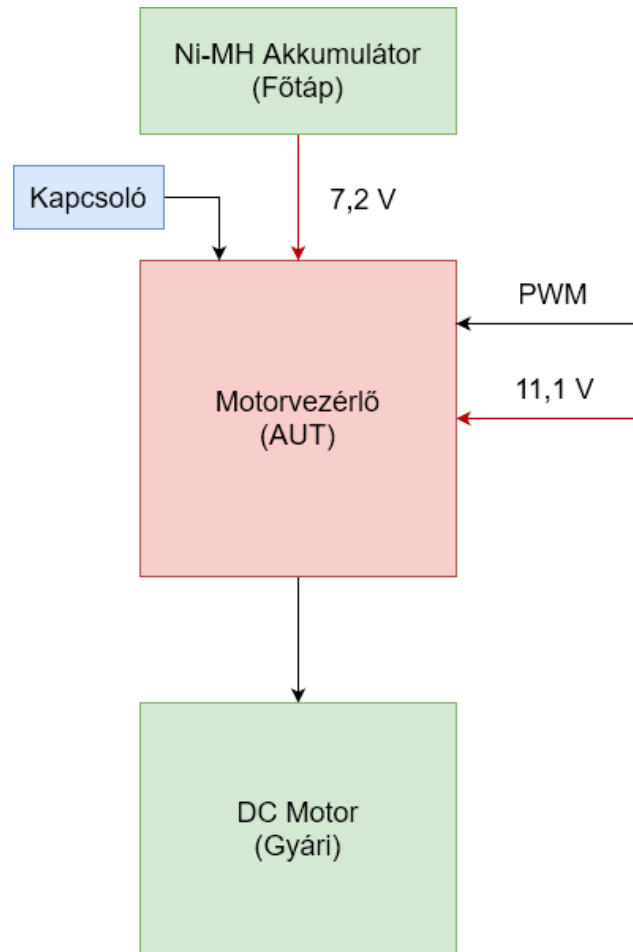 Ni-MH Akkumulátor
(Főtáp)
Kapcsoló
7,2 V
PWM
11,1 V
Motorvezérlő
(AUT)
DC Motor
(Gyári)